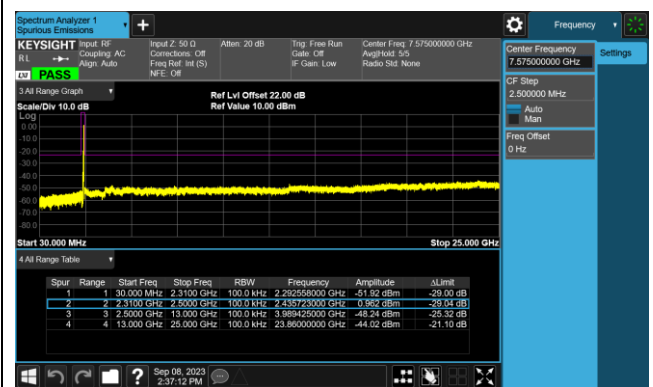 Spectrum Analyzer 1
Spurious Emissions
Frequency
KEYSIGHT Input: RF Input Z: 50 Ω Atten: 20 dB Trig: Free Run Center Freq: 7.575000000 GHz
RL Coupling: AC Corrections: Off Gate: Off Avg|Hold: 5/5
Align: Auto Freq Ref: Int (S) IF Gain: Low Radio Std: None
LXI PASS NFE: Off
Center Frequency
7.575000000 GHz
Settings
CF Step
2.500000 MHz
Auto
Man
Freq Offset
0 Hz
3 All Range Graph
Ref Lvl Offset 22.00 dB
Scale/Div 10.0 dB Ref Value 10.00 dBm
Log
0.00
-10.0
-20.0
-30.0
-40.0
-50.0
-60.0
-70.0
-80.0
Start 30.000 MHz Stop 25.000 GHz
4 All Range Table
Spur Range Start Freq Stop Freq RBW Frequency Amplitude ΔLimit
1 1 30.000 MHz 2.3100 GHz 100.0 kHz 2.292558000 GHz -51.92 dBm -29.00 dB
2 2 2.3100 GHz 2.5000 GHz 100.0 kHz 2.435723000 GHz 0.962 dBm -29.04 dB
3 3 2.5000 GHz 13.000 GHz 100.0 kHz 3.989425000 GHz -48.24 dBm -25.32 dB
4 4 13.000 GHz 25.000 GHz 100.0 kHz 23.86000000 GHz -44.02 dBm -21.10 dB
? Sep 08, 2023
2:37:12 PM